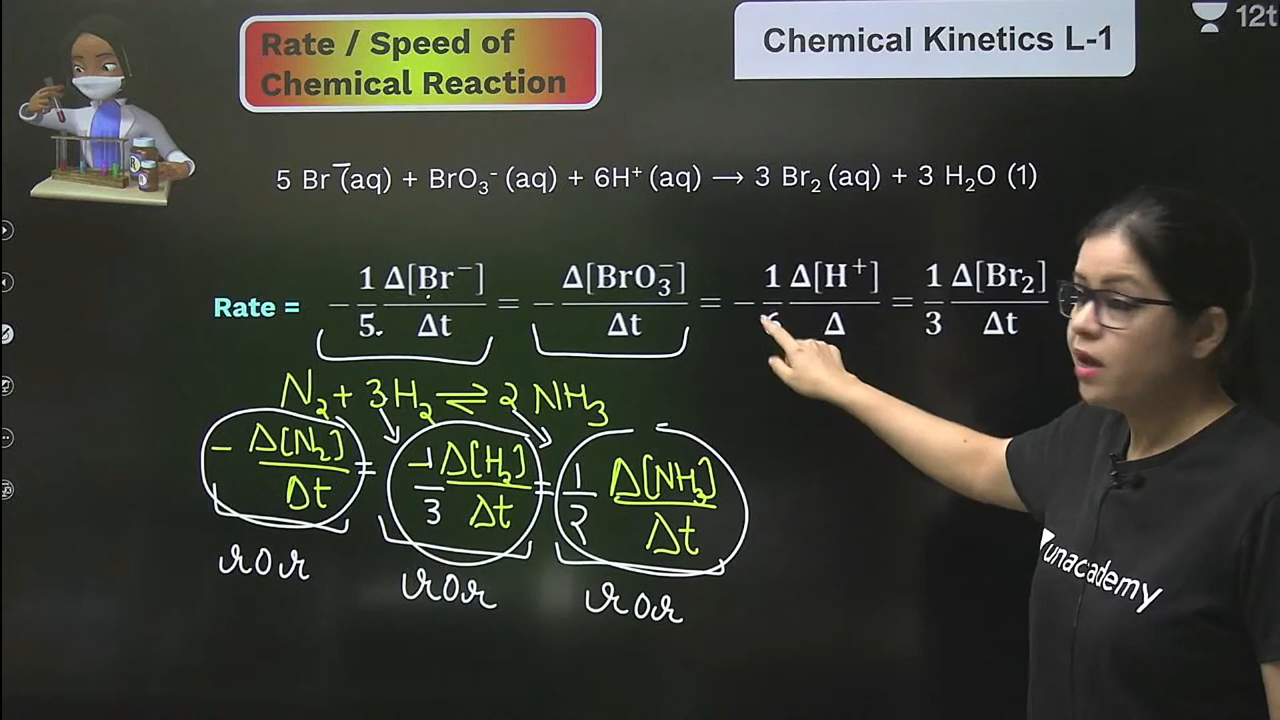 12t
Rate / Speed of
Chemical Reaction
Chemical Kinetics L-1
5 Br⁻(aq) + BrO₃⁻ (aq) + 6H⁺ (aq) → 3 Br₂ (aq) + 3 H₂O (1)
Rate = −1/5. Δ[Br⁻]/Δt = −Δ[BrO₃⁻]/Δt = −1/6 Δ[H⁺]/Δ = 1/3 Δ[Br₂]/Δt
N₂ + 3H₂ ⇌ 2 NH₃
−Δ[N₂]/Δt = −1/3 Δ[H₂]/Δt = 1/2 Δ[NH₃]/Δt
ror ror ror
unacademy
R